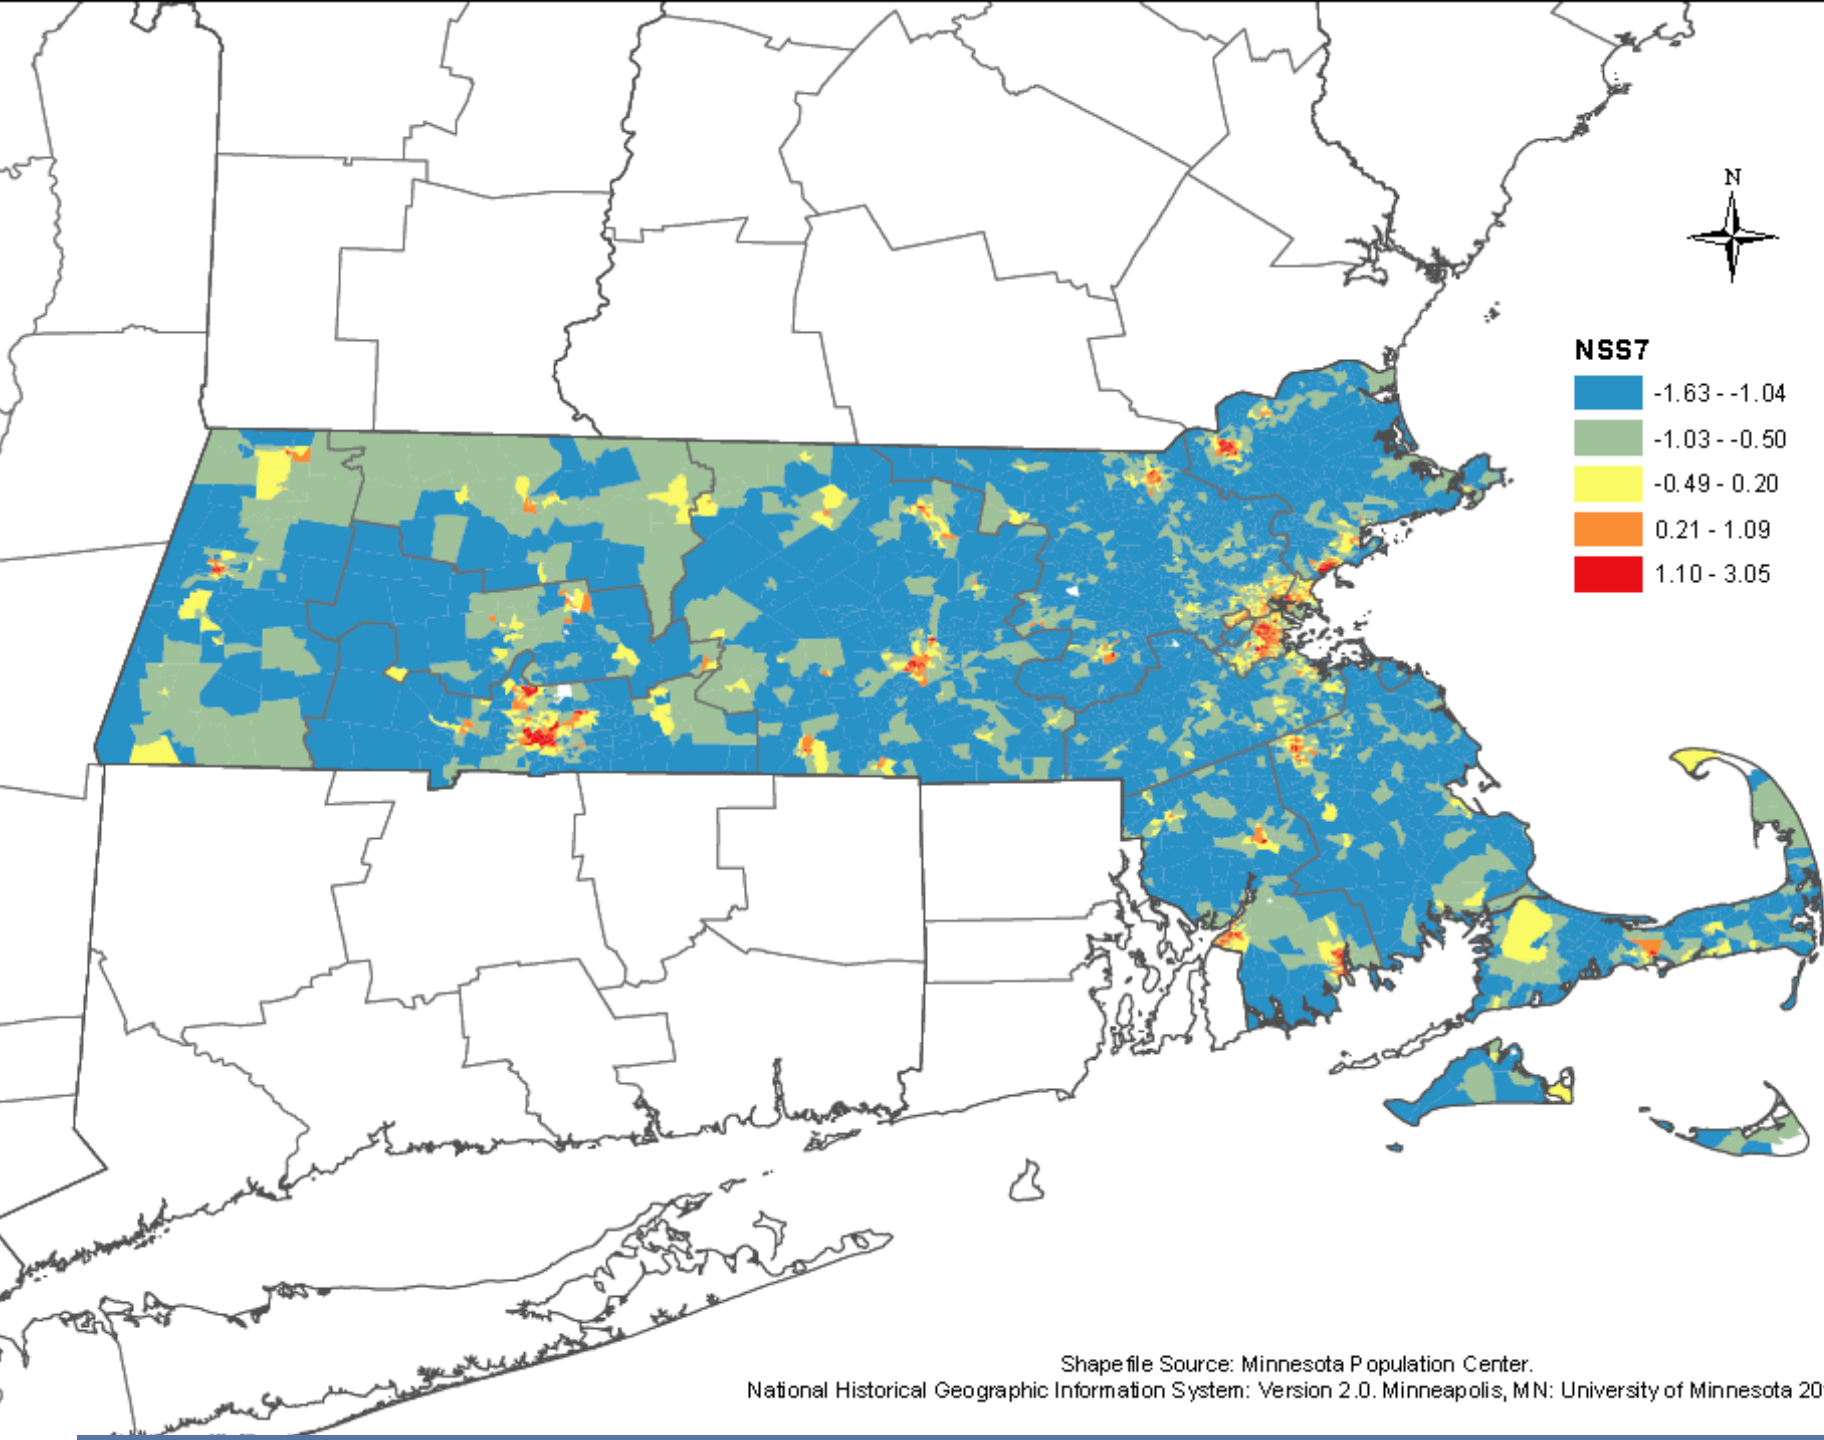 N
NSS7
-1.63 - -1.04
-1.03 - -0.50
-0.49 - 0.20
0.21 - 1.09
1.10 - 3.05
Shapefile Source: Minnesota Population Center.
National Historical Geographic Information System: Version 2.0. Minneapolis, MN: University of Minnesota 20